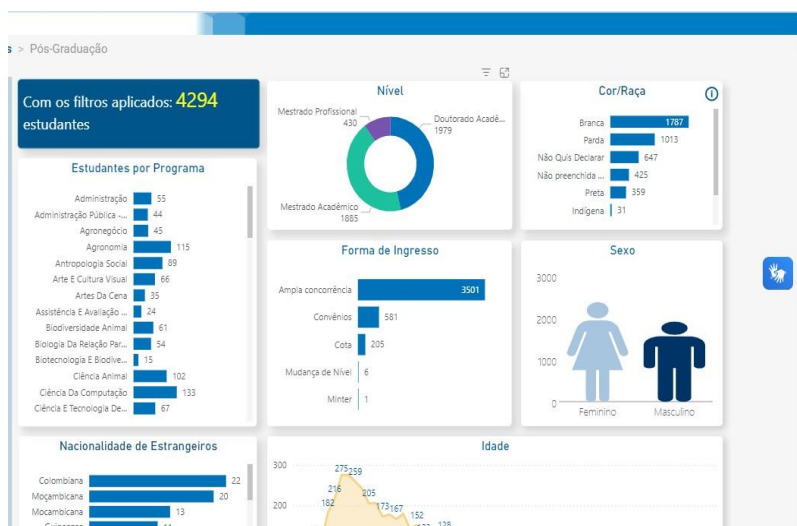 s > Pós-Graduação
Com os filtros aplicados: 4294
estudantes
Nível
Mestrado Profissional
430
Doutorado Acadê...
1979
Mestrado Acadêmico
1885
Cor/Raça
Branca 1787
Parda 1013
Não Quis Declarar 647
Não preenchida ... 425
Preta 359
Indígena 31
Estudantes por Programa
Administração 55
Administração Pública -... 44
Agronegócio 45
Agronomia 115
Antropologia Social 89
Arte E Cultura Visual 66
Artes Da Cena 35
Assistência E Avaliação ... 24
Biodiversidade Animal 61
Biologia Da Relação Par... 54
Biotecnologia E Biodive... 15
Ciência Animal 102
Ciência Da Computação 133
Ciência E Tecnologia De... 67
Forma de Ingresso
Ampla concorrência 3501
Convênios 581
Cota 205
Mudança de Nível 6
Minter 1
Sexo
3000
2000
1000
0
Feminino Masculino
Nacionalidade de Estrangeiros
Colombiana 22
Moçambicana 20
Mocambicana 13
Idade
300
200
275 259
216
182
205
173 167
152
128